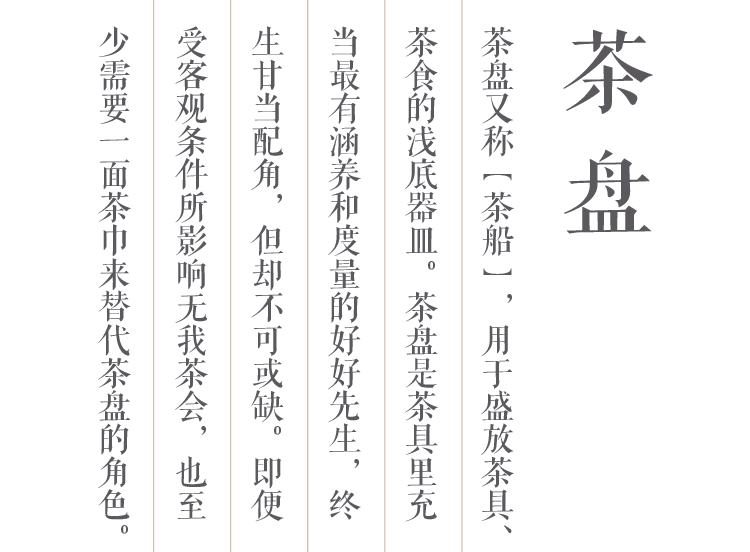 茶盘
茶盘又称【茶船】，用于盛放茶具、
茶食的浅底器皿。茶盘是茶具里充
当最有涵养和度量的好好先生，终
生甘当配角，但却不可或缺。即便
受客观条件所影响无我茶会，也至
少需要一面茶巾来替代茶盘的角色。